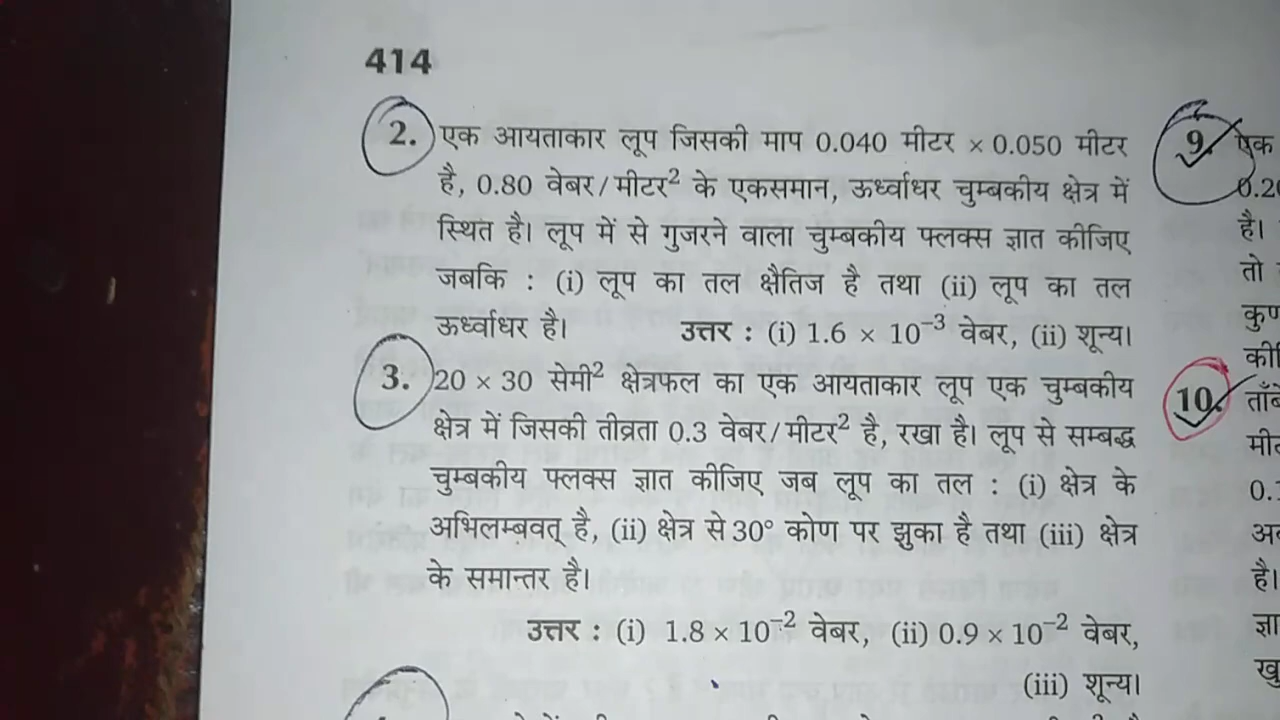 414
2. एक आयताकार लूप जिसकी माप 0.040 मीटर × 0.050 मीटर
है, 0.80 वेबर/मीटर² के एकसमान, ऊर्ध्वाधर चुम्बकीय क्षेत्र में
स्थित है। लूप में से गुजरने वाला चुम्बकीय फ्लक्स ज्ञात कीजिए
जबकि : (i) लूप का तल क्षैतिज है तथा (ii) लूप का तल
ऊर्ध्वाधर है। उत्तर : (i) 1.6 × 10⁻³ वेबर, (ii) शून्य।
3. 20 × 30 सेमी² क्षेत्रफल का एक आयताकार लूप एक चुम्बकीय
क्षेत्र में जिसकी तीव्रता 0.3 वेबर/मीटर² है, रखा है। लूप से सम्बद्ध
चुम्बकीय फ्लक्स ज्ञात कीजिए जब लूप का तल : (i) क्षेत्र के
अभिलम्बवत् है, (ii) क्षेत्र से 30° कोण पर झुका है तथा (iii) क्षेत्र
के समान्तर है।
उत्तर : (i) 1.8 × 10⁻² वेबर, (ii) 0.9 × 10⁻² वेबर,
(iii) शून्य।
9. एक
है।
तो
10.
है।